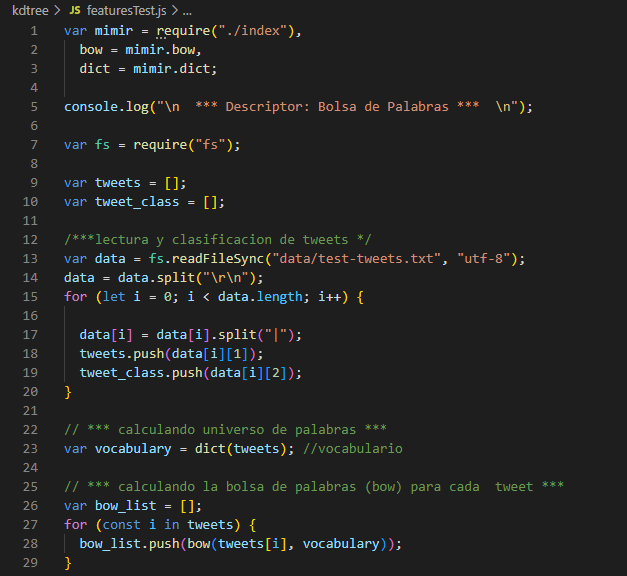 kdtree > JS featuresTest.js > ...
1 var mimir = require("./index"),
2   bow = mimir.bow,
3   dict = mimir.dict;
4
5 console.log("\n  *** Descriptor: Bolsa de Palabras ***  \n");
6
7 var fs = require("fs");
8
9 var tweets = [];
10 var tweet_class = [];
11
12 /***lectura y clasificacion de tweets */
13 var data = fs.readFileSync("data/test-tweets.txt", "utf-8");
14 data = data.split("\r\n");
15 for (let i = 0; i < data.length; i++) {
16
17   data[i] = data[i].split("|");
18   tweets.push(data[i][1]);
19   tweet_class.push(data[i][2]);
20 }
21
22 // *** calculando universo de palabras ***
23 var vocabulary = dict(tweets); //vocabulario
24
25 // *** calculando la bolsa de palabras (bow) para cada  tweet ***
26 var bow_list = [];
27 for (const i in tweets) {
28   bow_list.push(bow(tweets[i], vocabulary));
29 }